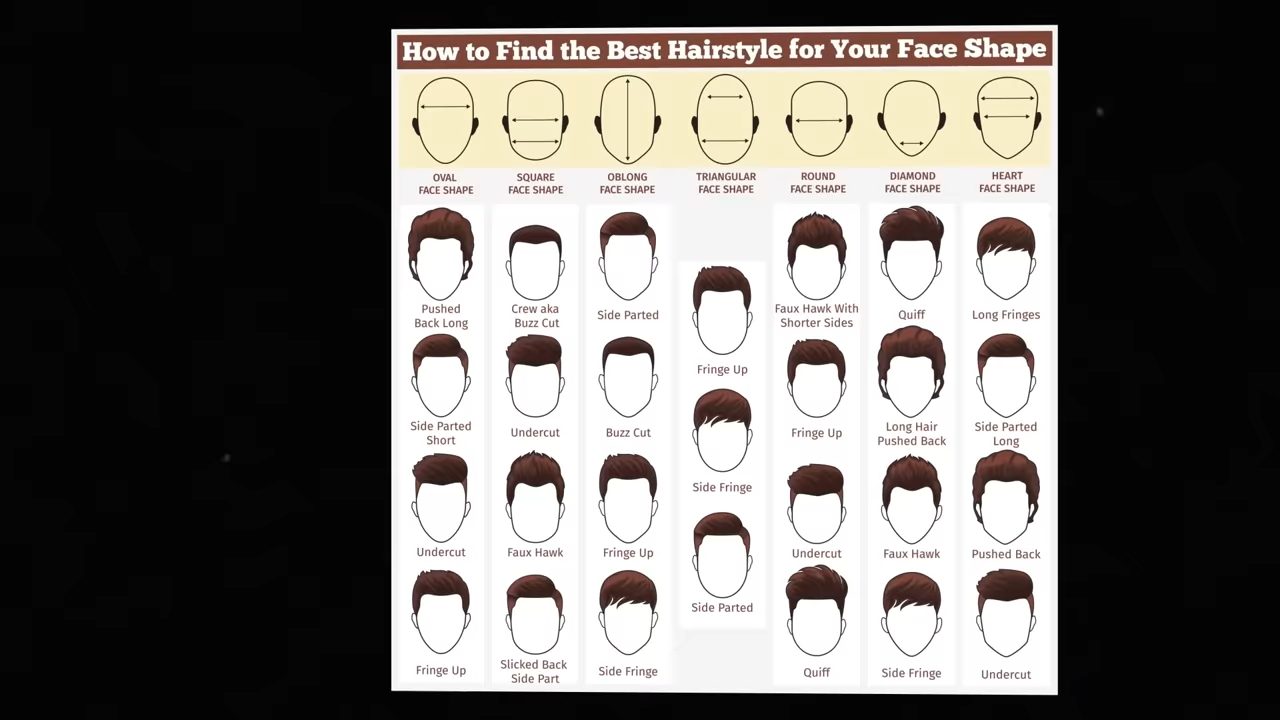 How to Find the Best Hairstyle for Your Face Shape
OVAL
FACE SHAPE
SQUARE
FACE SHAPE
OBLONG
FACE SHAPE
TRIANGULAR
FACE SHAPE
ROUND
FACE SHAPE
DIAMOND
FACE SHAPE
HEART
FACE SHAPE
Pushed
Back Long
Side Parted
Short
Undercut
Fringe Up
Crew aka
Buzz Cut
Undercut
Faux Hawk
Slicked Back
Side Part
Side Parted
Buzz Cut
Fringe Up
Side Fringe
Fringe Up
Side Fringe
Side Parted
Faux Hawk With
Shorter Sides
Fringe Up
Undercut
Quiff
Quiff
Long Hair
Pushed Back
Faux Hawk
Side Fringe
Long Fringes
Side Parted
Long
Pushed Back
Undercut